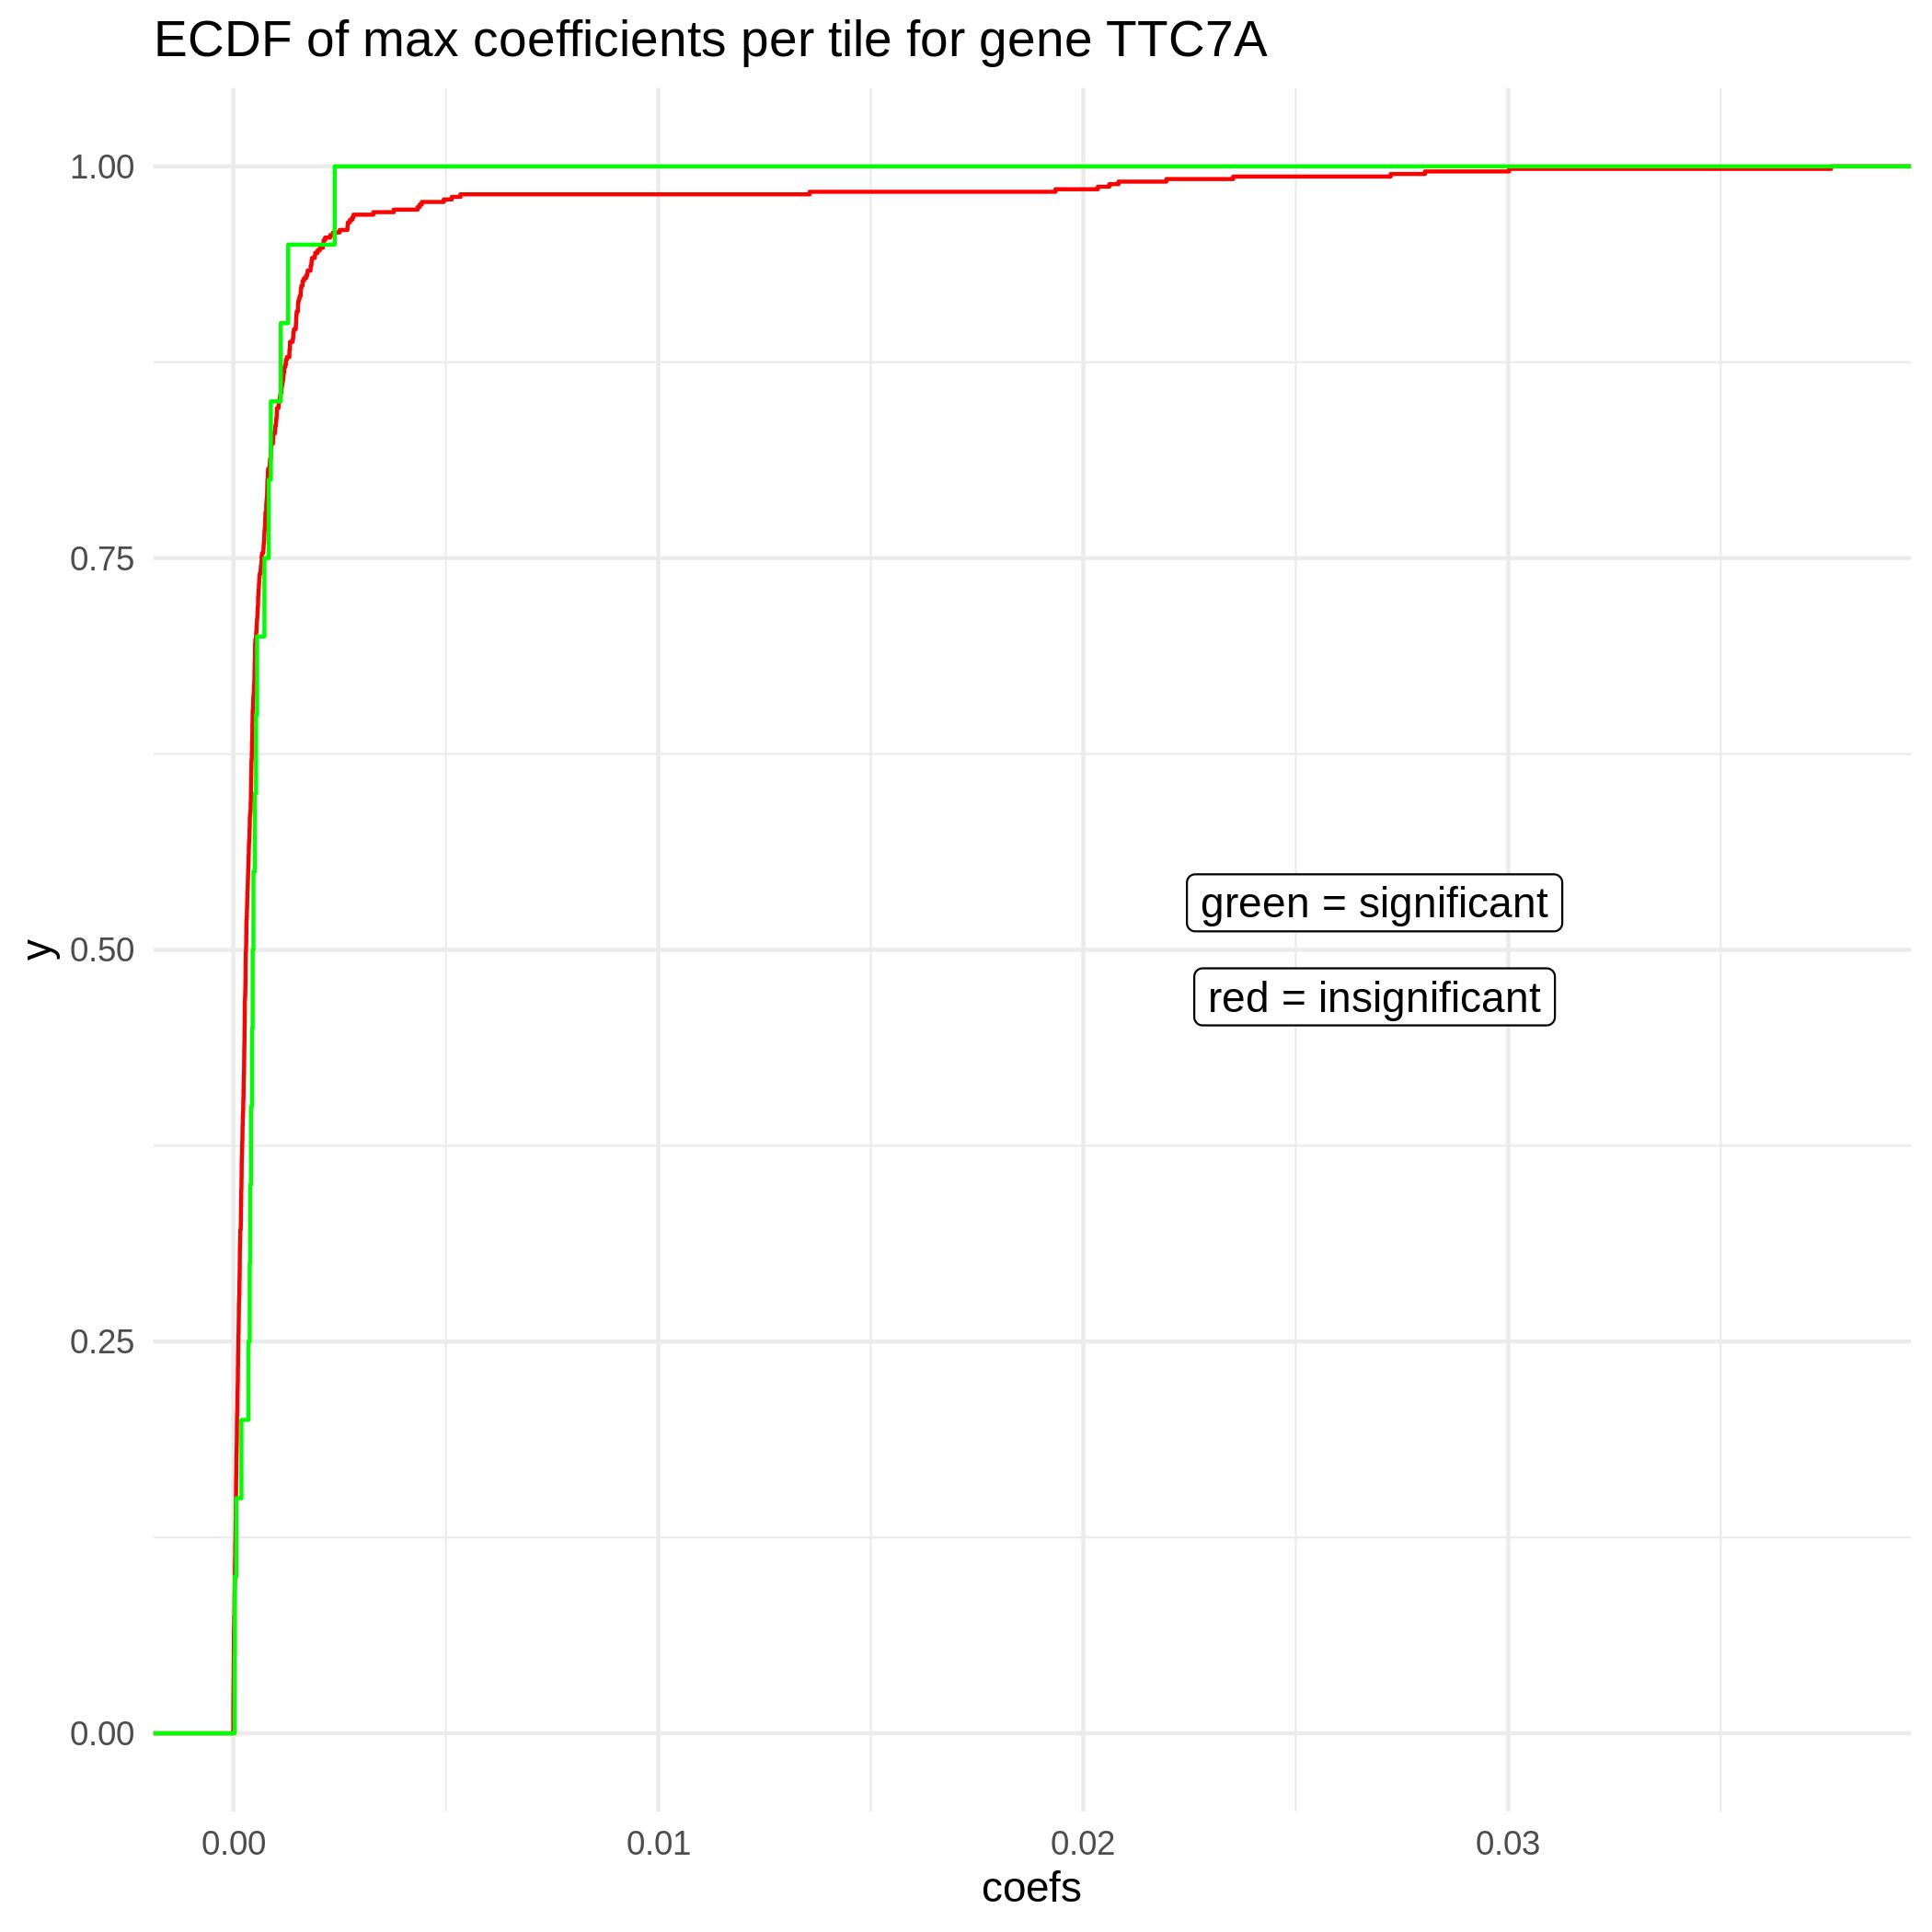 ECDF of max coefficients per tile for gene TTC7A
1.00
0.75
green = significant
y
0.50
red = insignificant
0.25
0.00
0.00 0.01 0.02 0.03
coefs